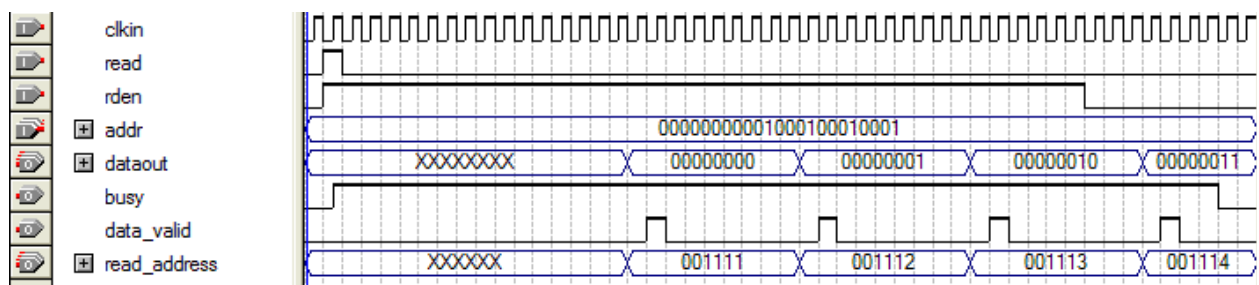 clkin
read
rden
addr 000000000001000100010001
dataout XXXXXXXX 00000000 00000001 00000010 00000011
busy
data_valid
read_address XXXXXX 001111 001112 001113 001114